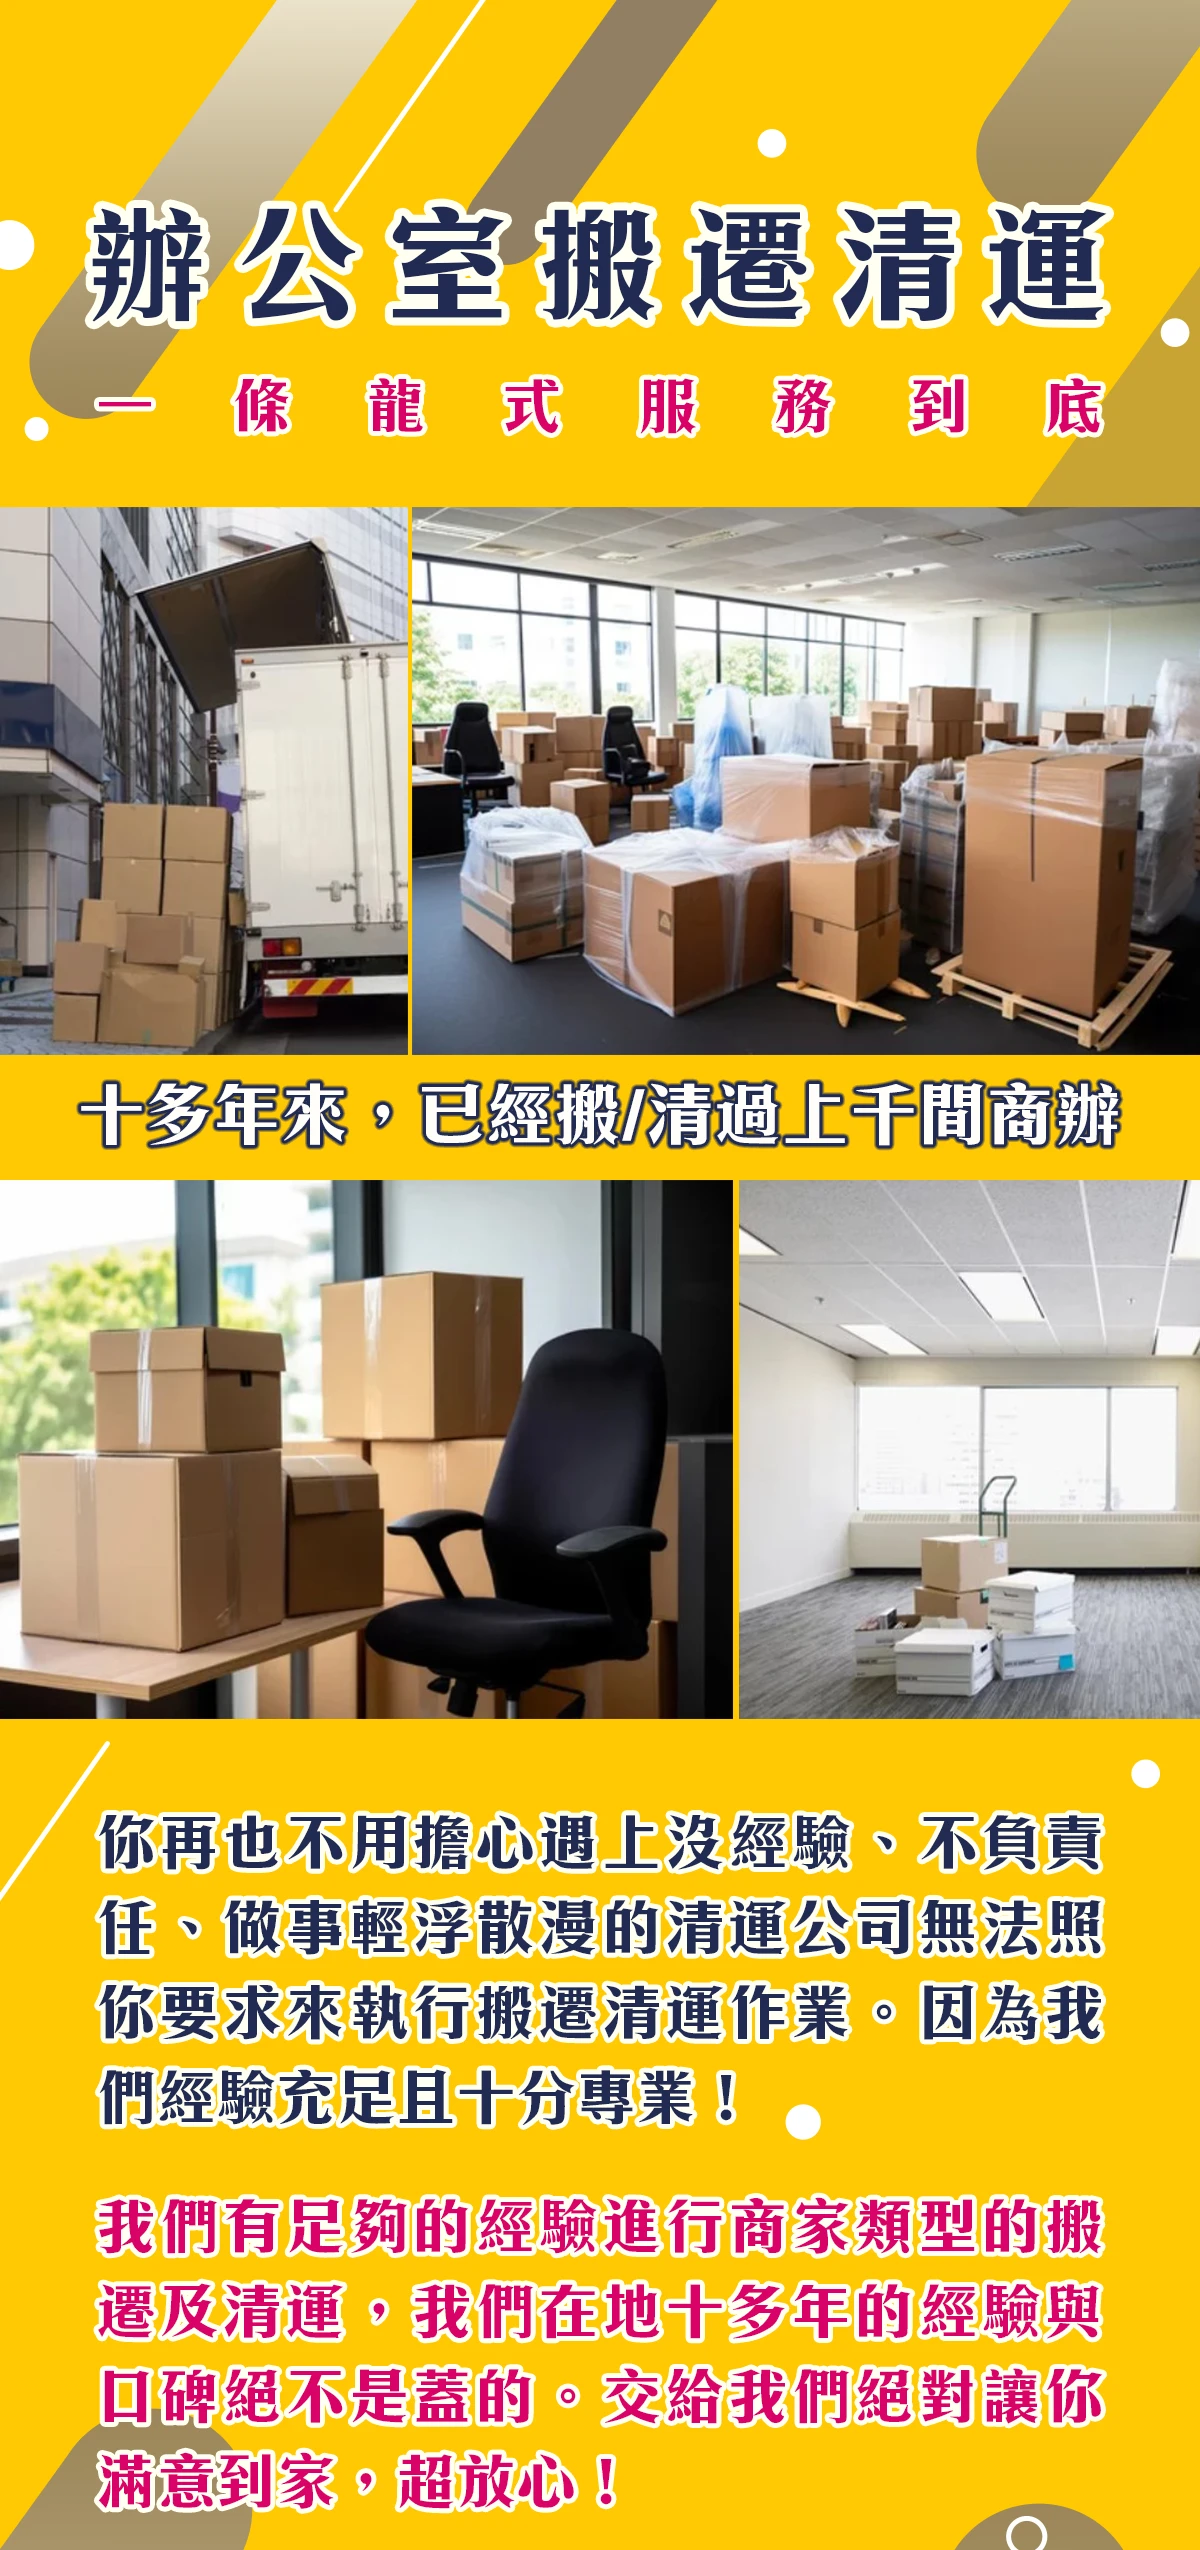 辦公室搬遷清運
一條龍式服務到底
十多年來，已經搬/清過上千間商辦
你再也不用擔心遇上沒經驗、不負責
任、做事輕浮散漫的清運公司無法照
你要求來執行搬遷清運作業。因為我
們經驗充足且十分專業！
我們有足夠的經驗進行商家類型的搬
遷及清運，我們在地十多年的經驗與
口碑絕不是蓋的。交給我們絕對讓你
滿意到家，超放心！